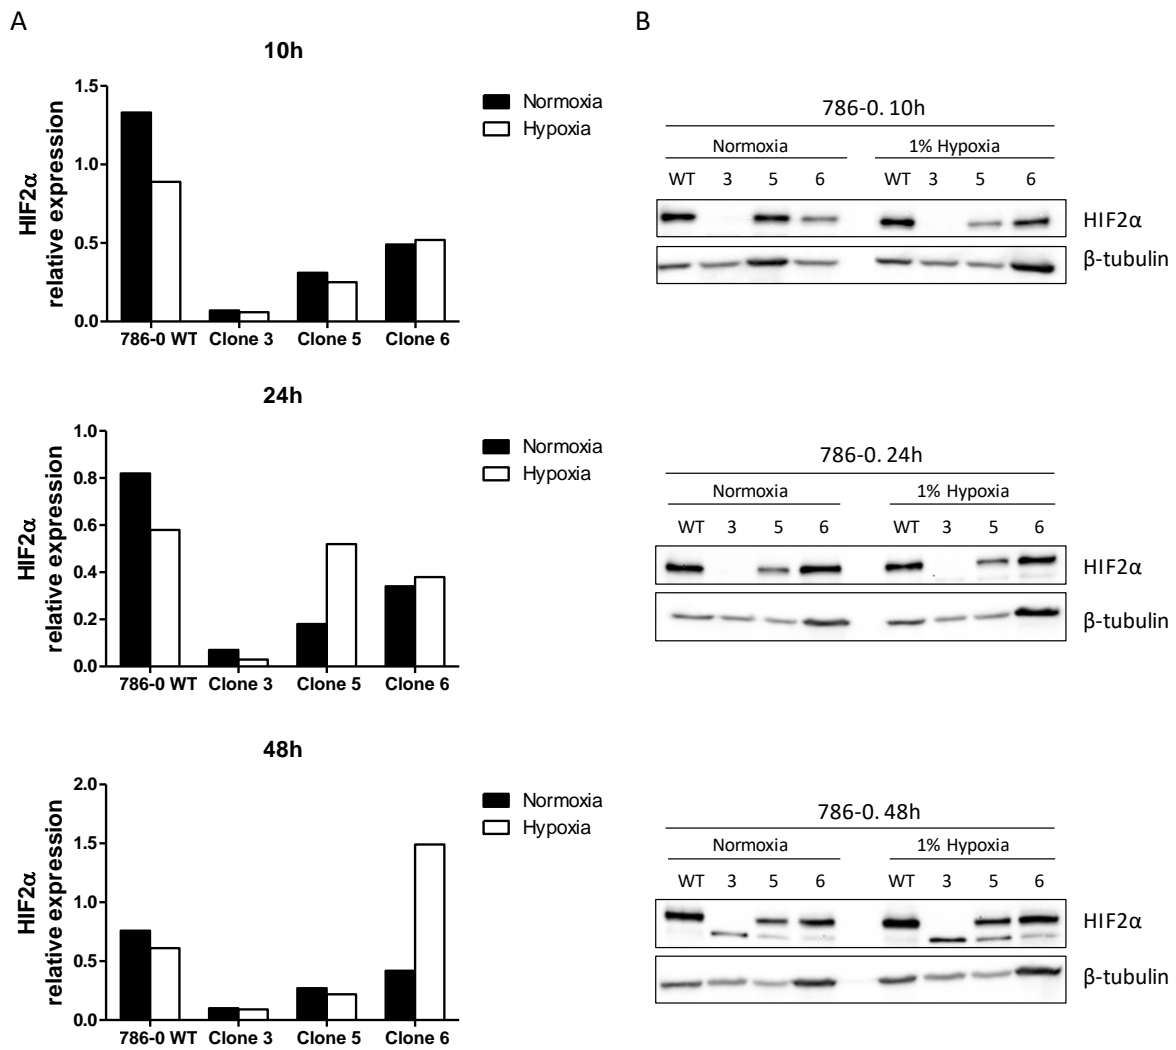 A
10h
HIF2α
relative expression
1.5
1.0
0.5
0.0
786-0 WT
Clone 3
Clone 5
Clone 6
Normoxia
Hypoxia
24h
HIF2α
relative expression
1.0
0.8
0.6
0.4
0.2
0.0
786-0 WT
Clone 3
Clone 5
Clone 6
Normoxia
Hypoxia
48h
HIF2α
relative expression
2.0
1.5
1.0
0.5
0.0
786-0 WT
Clone 3
Clone 5
Clone 6
Normoxia
Hypoxia
B
786-0. 10h
Normoxia 1% Hypoxia
WT 3 5 6 WT 3 5 6
HIF2α
β-tubulin
786-0. 24h
Normoxia 1% Hypoxia
WT 3 5 6 WT 3 5 6
HIF2α
β-tubulin
786-0. 48h
Normoxia 1% Hypoxia
WT 3 5 6 WT 3 5 6
HIF2α
β-tubulin